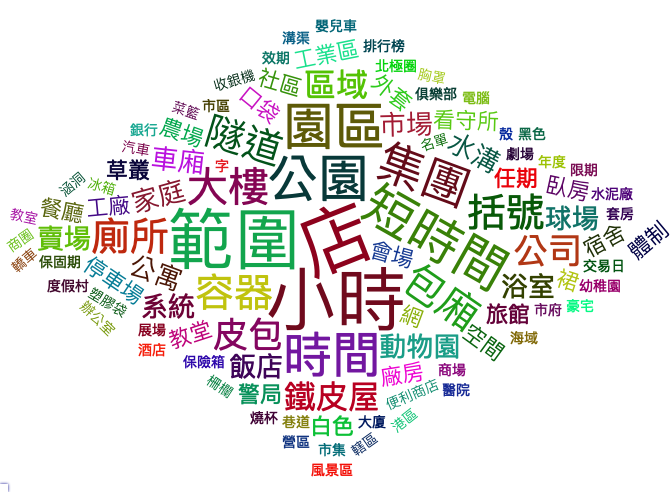 嬰兒車
溝渠
排行榜
效期
工業區
北極圈
胸罩
收銀機
社區
區域
外套
俱樂部
電腦
口袋
菜籃
市區
園區
市場
看守所
銀行
農場
隧道
名單
水溝
殼
黑色
汽車
車廂
字
集團
劇場
年度
涵洞
冰箱
草叢
大樓
公園
任期
臥房
限期
水泥廠
教室
餐廳
工廠
家庭
短時間
括號
球場
套房
商圈
賣場
廁所
範圍
店
會場
公司
宿舍
體制
轎車
保固期
停車場
公寓
容器
小時
包廂
浴室
裙
交易日
度假村
塑膠袋
系統
網
旅館
市府
幼稚園
豪宅
辦公室
展場
教堂
皮包
時間
動物園
空間
海域
酒店
保險箱
飯店
廠房
商場
柵欄
警局
鐵皮屋
便利商店
醫院
燒杯
巷道
白色
大廈
港區
營區
市集
轄區
風景區